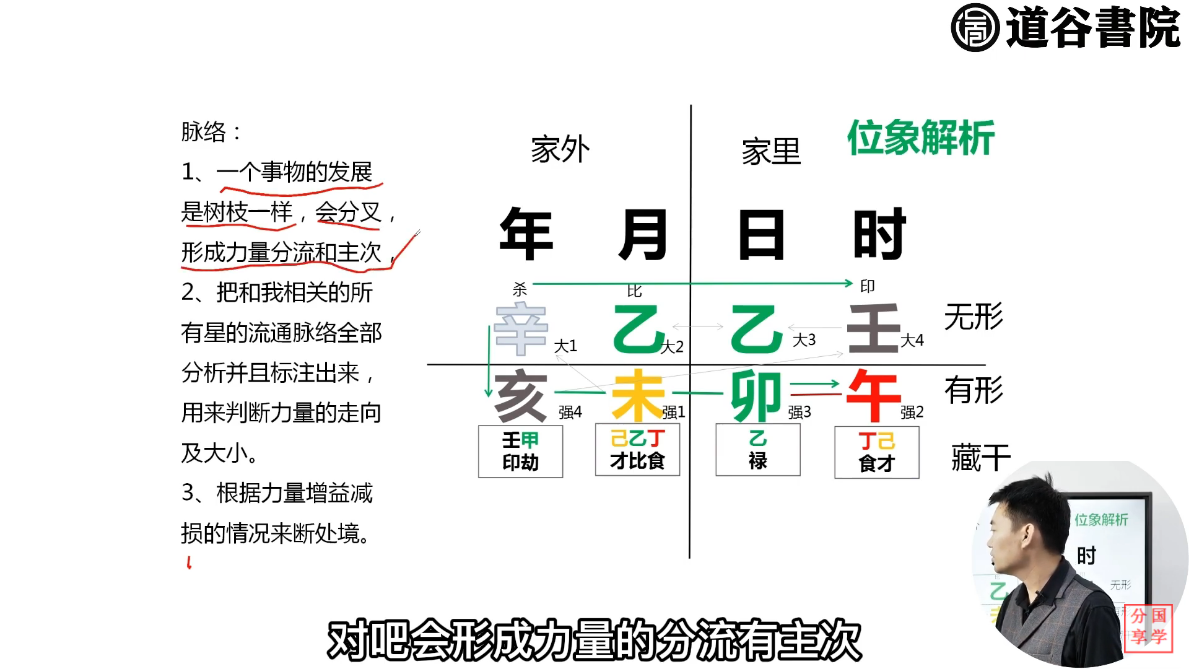 道谷書院
脉络：
1、一个事物的发展
是树枝一样，会分叉，
形成力量分流和主次，
2、把和我相关的所
有星的流通脉络全部
分析并且标注出来，
用来判断力量的走向
及大小。
3、根据力量增益减
损的情况来断处境。
家外
家里
位象解析
年 月 日 时
杀 比 印
辛 大1 乙 大2 乙 大3 壬 大4
无形
亥 强4 未 强1 卯 强3 午 强2
有形
壬甲 己乙丁 乙 丁己
印劫 才比食 禄 食才
藏干
位象解析
时
无形
乙
分国
享学
对吧会形成力量的分流有主次